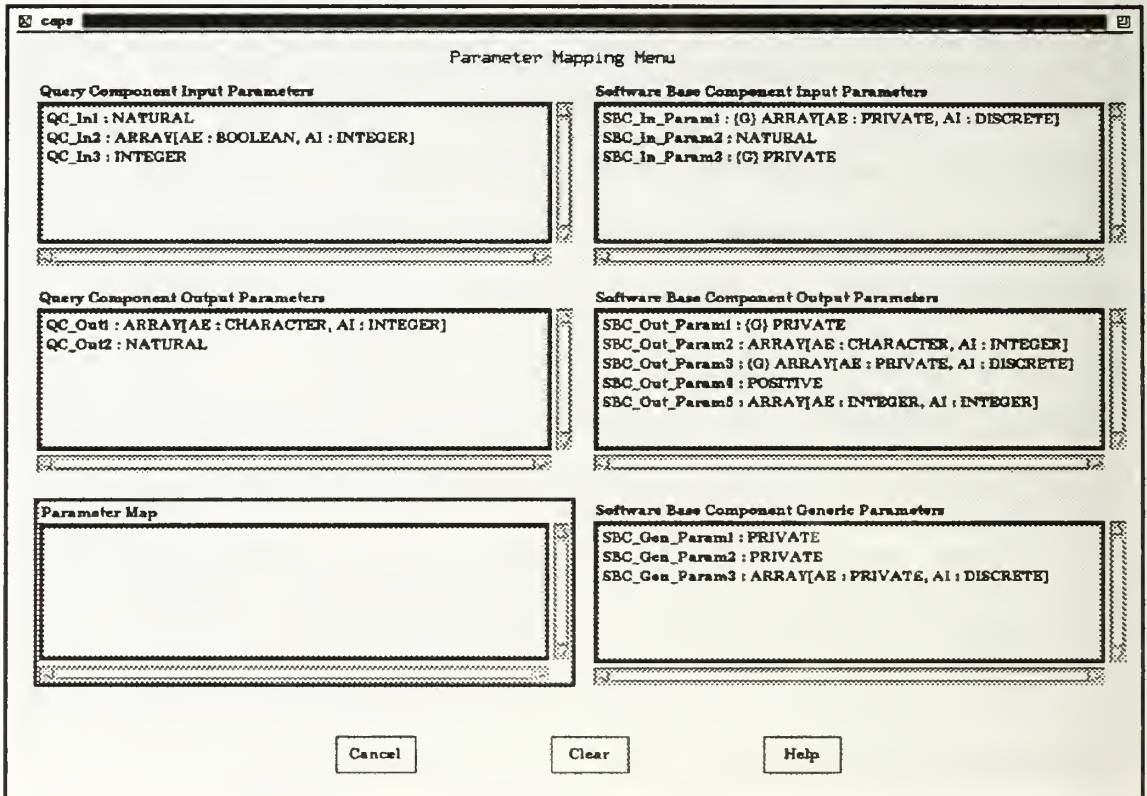 caps
Parameter Mapping Menu
Query Component Input Parameters
QC_In1 : NATURAL
QC_In2 : ARRAY[AE : BOOLEAN, AI : INTEGER]
QC_In3 : INTEGER
Software Base Component Input Parameters
SBC_In_Param1 : {G} ARRAY[AE : PRIVATE, AI : DISCRETE]
SBC_In_Param2 : NATURAL
SBC_In_Param3 : {G} PRIVATE
Query Component Output Parameters
QC_Out1 : ARRAY[AE : CHARACTER, AI : INTEGER]
QC_Out2 : NATURAL
Software Base Component Output Parameters
SBC_Out_Param1 : {G} PRIVATE
SBC_Out_Param2 : ARRAY[AE : CHARACTER, AI : INTEGER]
SBC_Out_Param3 : {G} ARRAY[AE : PRIVATE, AI : DISCRETE]
SBC_Out_Param4 : POSITIVE
SBC_Out_Param5 : ARRAY[AE : INTEGER, AI : INTEGER]
Parameter Map
Software Base Component Generic Parameters
SBC_Gen_Param1 : PRIVATE
SBC_Gen_Param2 : PRIVATE
SBC_Gen_Param3 : ARRAY[AE : PRIVATE, AI : DISCRETE]
Cancel
Clear
Help